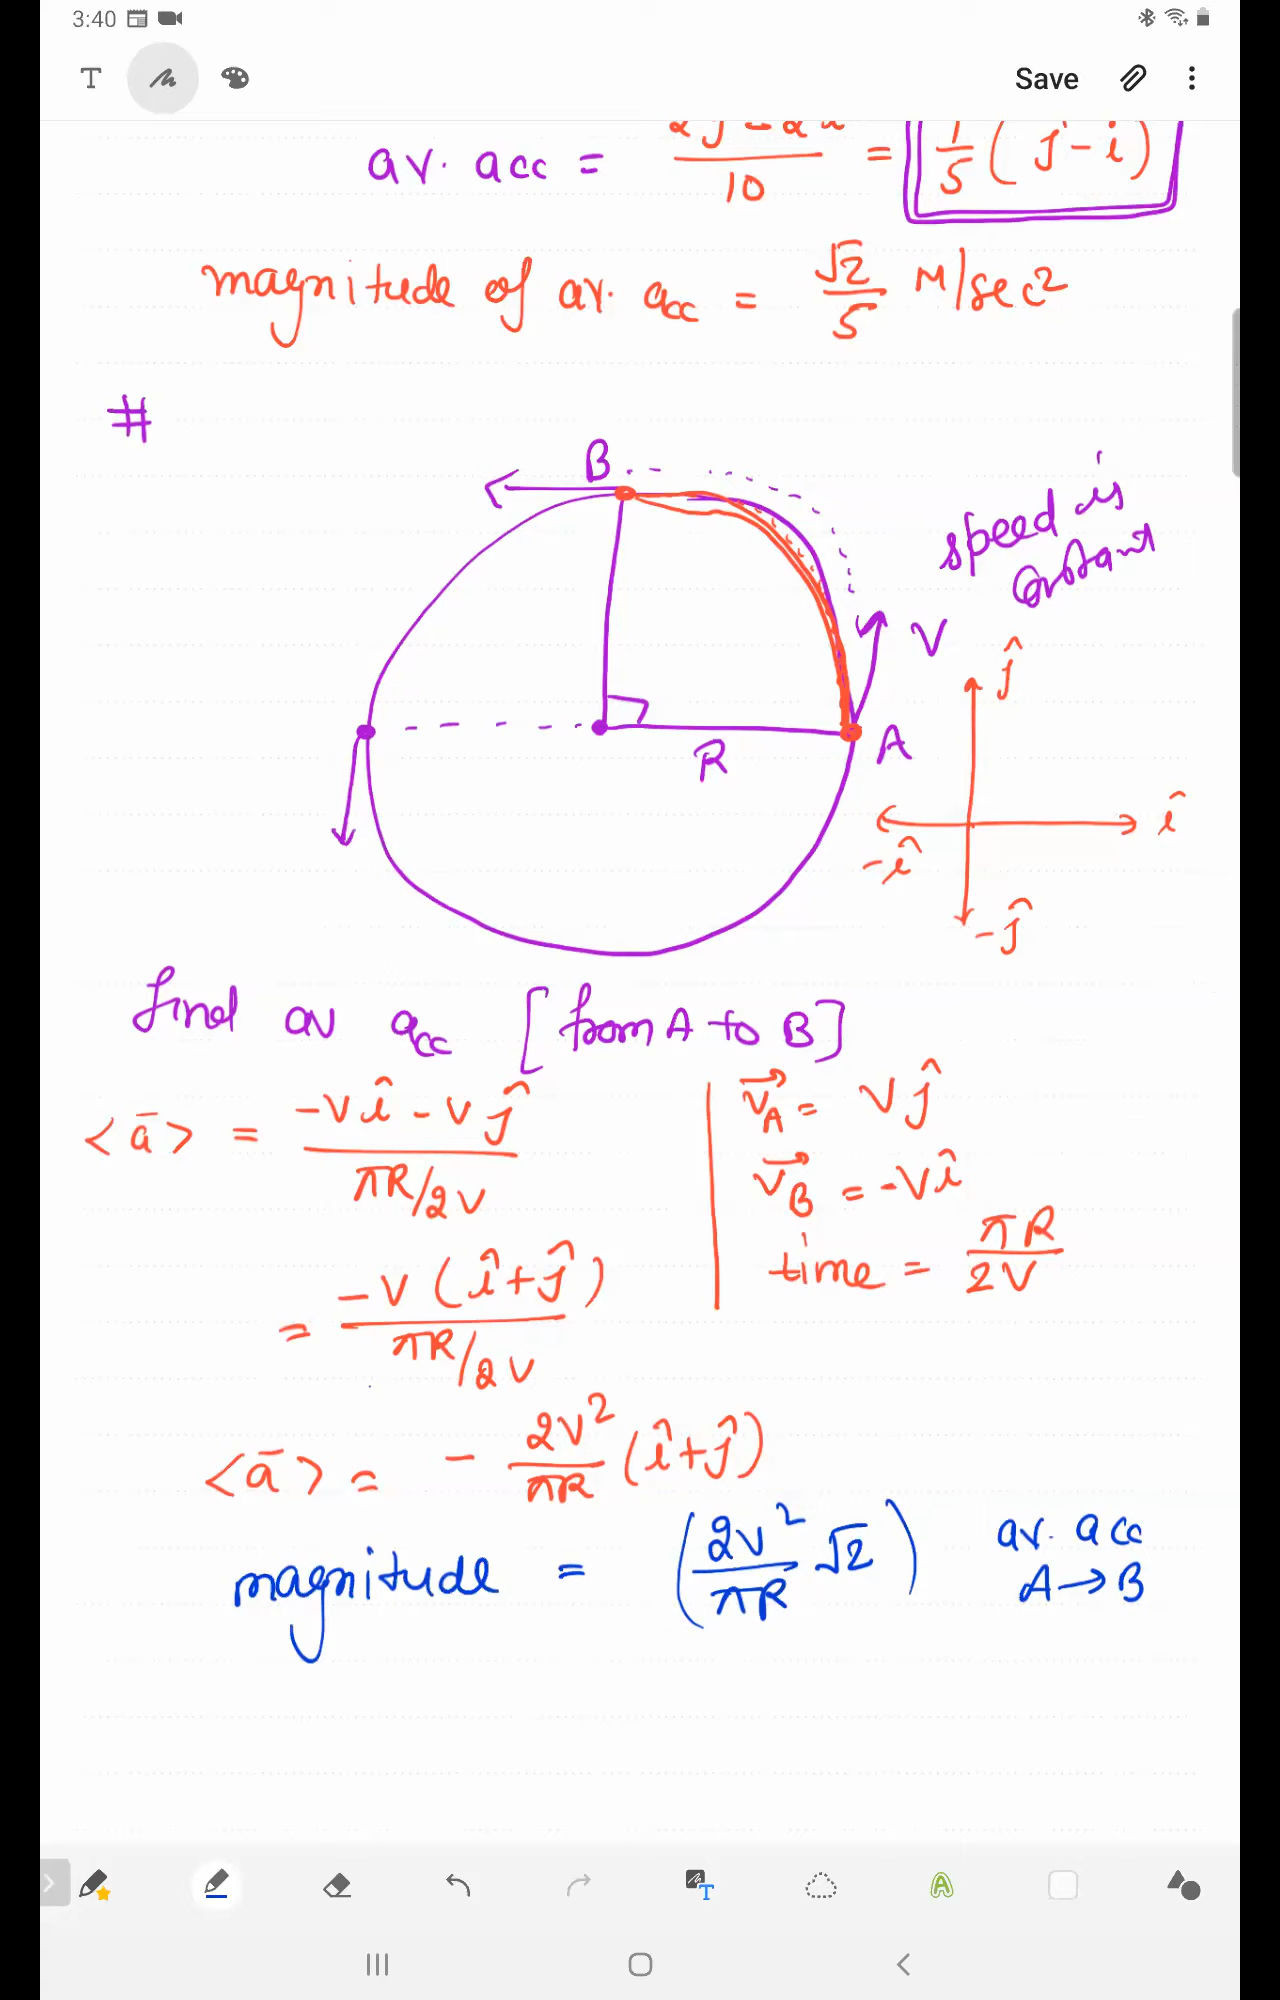 3:40
T Save
av. acc = /10 = 1/5 (ĵ - î)
magnitude of av. acc = √2/5 M/sec²
#
B
speed is
constant
V
ĵ
R
A
î
-î
-ĵ
find av acc [from A to B]
<ā> = (-Vî - Vĵ)/(πR/2V)
V⃗A = Vĵ
V⃗B = -Vî
time = πR/2V
= -V(î+ĵ)/(πR/2V)
<ā> = - 2V²/πR (î+ĵ)
magnitude = (2V²/πR √2)
av. acc
A→B
T A